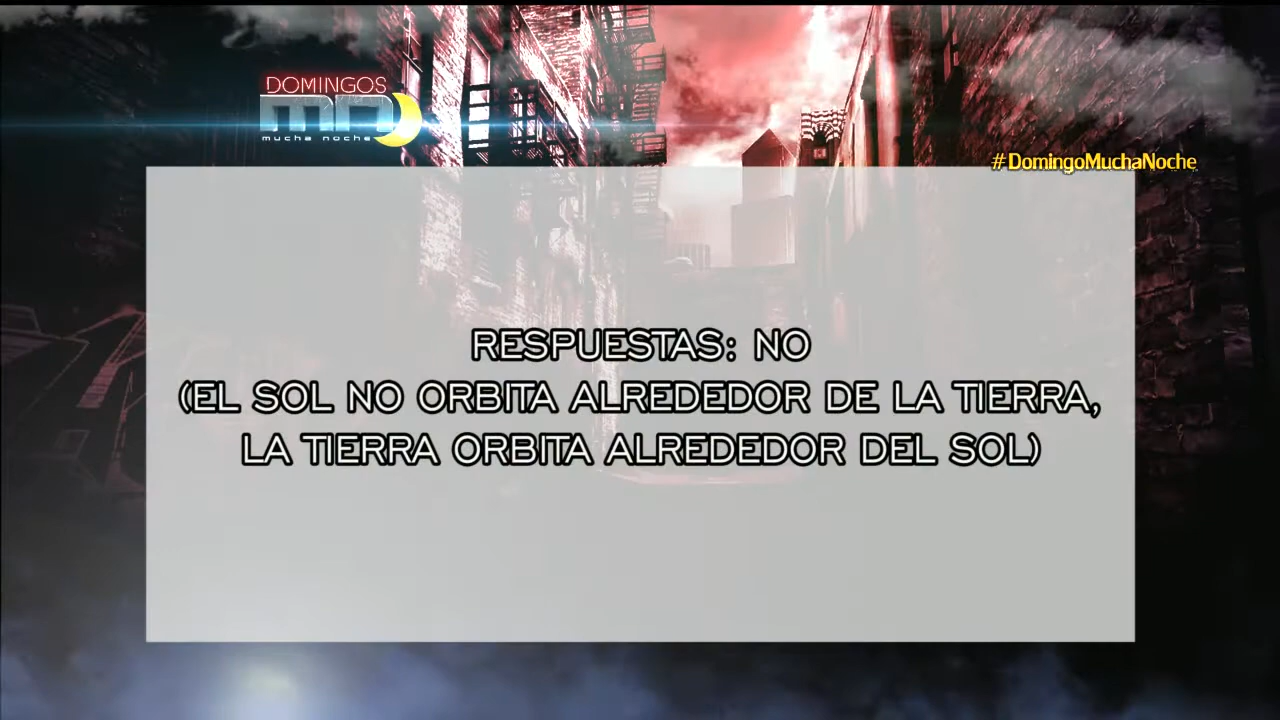 DOMINGOS
MN
mucha noche
#DomingoMuchaNoche
RESPUESTAS: NO
(EL SOL NO ORBITA ALREDEDOR DE LA TIERRA,
LA TIERRA ORBITA ALREDEDOR DEL SOL)